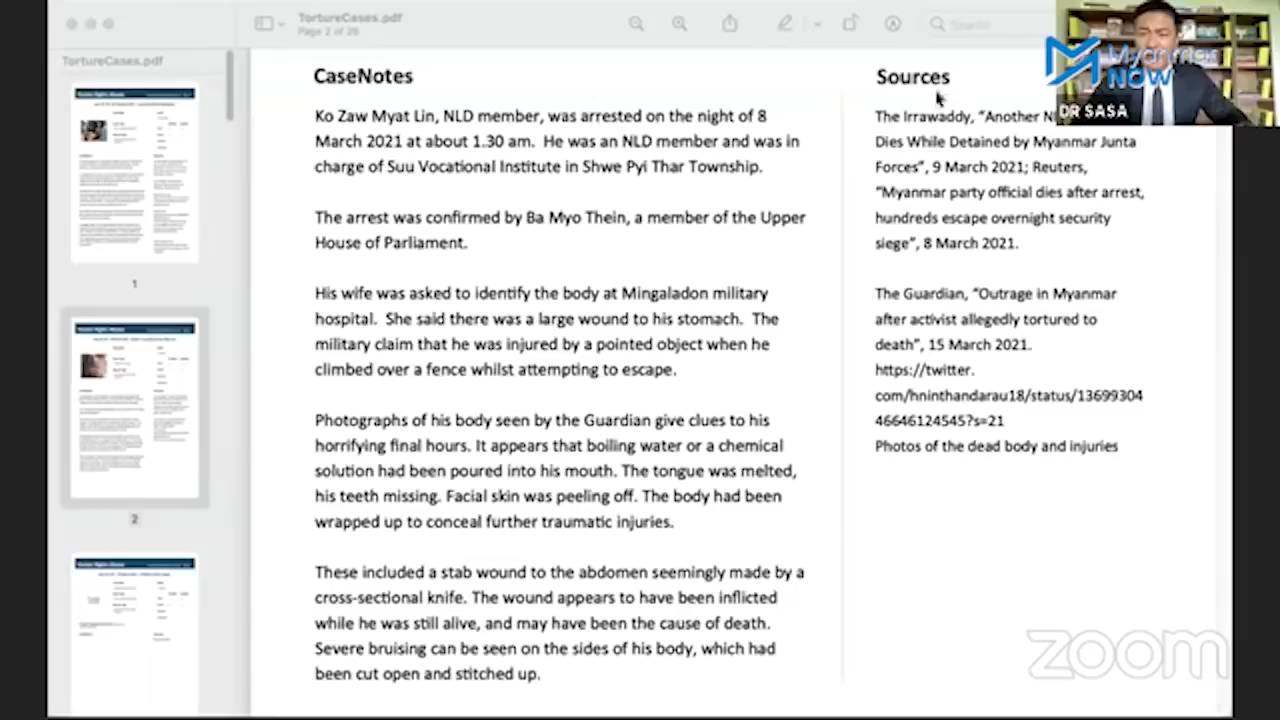 TortureCases.pdf
Page 2 of 26
Search
TortureCases.pdf
1
2
CaseNotes
Ko Zaw Myat Lin, NLD member, was arrested on the night of 8
March 2021 at about 1.30 am. He was an NLD member and was in
charge of Suu Vocational Institute in Shwe Pyi Thar Township.
The arrest was confirmed by Ba Myo Thein, a member of the Upper
House of Parliament.
His wife was asked to identify the body at Mingaladon military
hospital. She said there was a large wound to his stomach. The
military claim that he was injured by a pointed object when he
climbed over a fence whilst attempting to escape.
Photographs of his body seen by the Guardian give clues to his
horrifying final hours. It appears that boiling water or a chemical
solution had been poured into his mouth. The tongue was melted,
his teeth missing. Facial skin was peeling off. The body had been
wrapped up to conceal further traumatic injuries.
These included a stab wound to the abdomen seemingly made by a
cross-sectional knife. The wound appears to have been inflicted
while he was still alive, and may have been the cause of death.
Severe bruising can be seen on the sides of his body, which had
been cut open and stitched up.
Sources
The Irrawaddy, “Another
Dies While Detained by Myanmar Junta
Forces”, 9 March 2021; Reuters,
“Myanmar party official dies after arrest,
hundreds escape overnight security
siege”, 8 March 2021.
The Guardian, “Outrage in Myanmar
after activist allegedly tortured to
death”, 15 March 2021.
https://twitter.
com/hninthandarau18/status/13699304
46646124545?s=21
Photos of the dead body and injuries
Myanmar
NOW
DR SASA
zoom